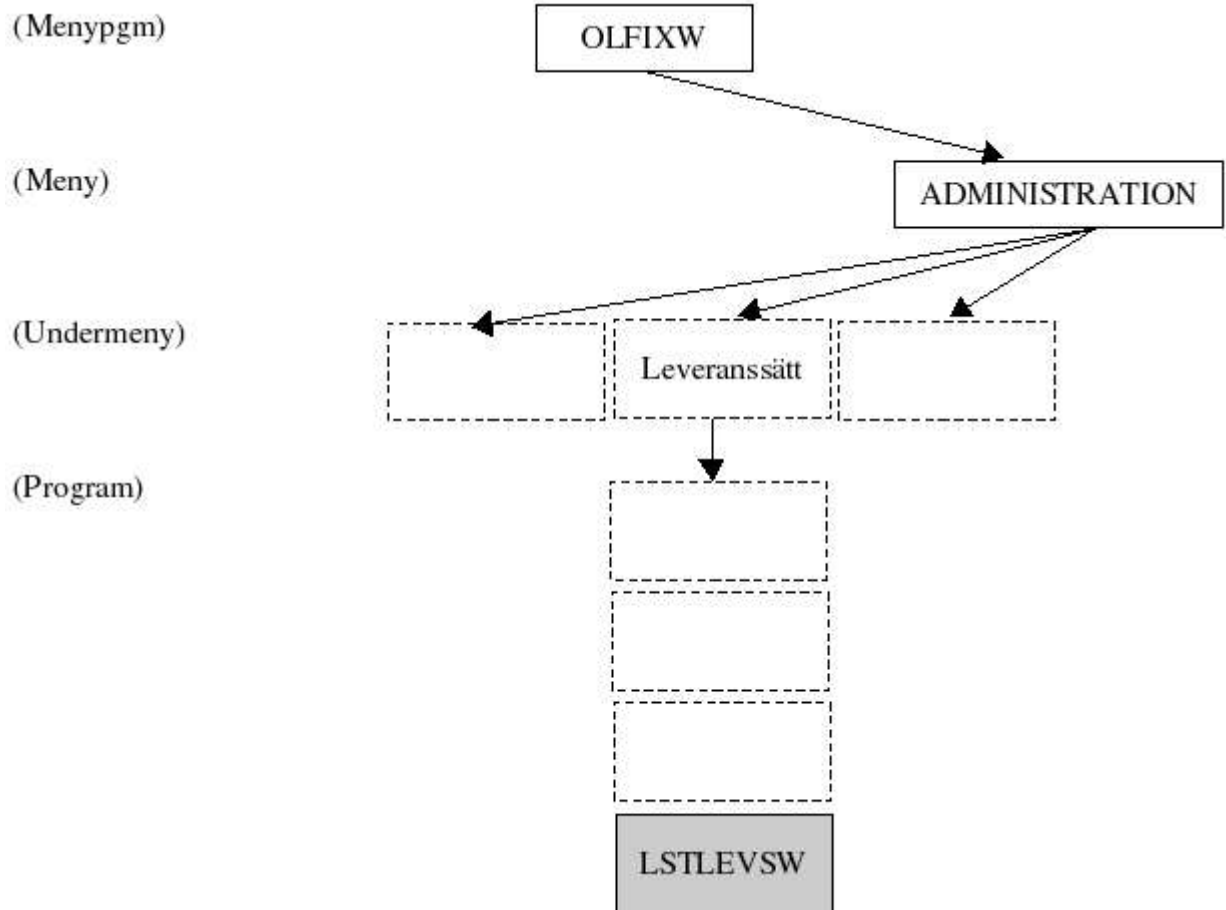 (Menypgm)
OLFIXW
(Meny)
ADMINISTRATION
(Undermeny)
Leveranssätt
(Program)
LSTLEVSW